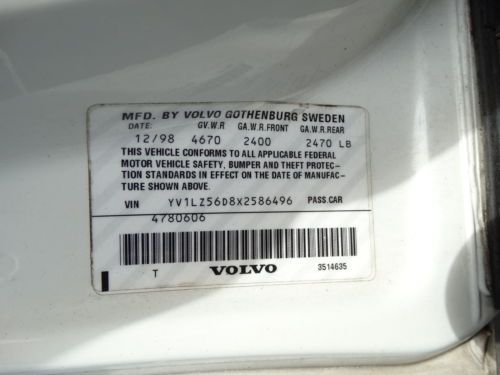 MFD. BY VOLVO GOTHENBURG SWEDEN
DATE: GV.W.R GA.W.R.FRONT GA.W.R.REAR
12/98 4670 2400 2470 LB
THIS VEHICLE CONFORMS TO ALL APPLICABLE FEDERAL
MOTOR VEHICLE SAFETY, BUMPER AND THEFT PROTEC-
TION STANDARDS IN EFFECT ON THE DATE OF MANUFAC-
TURE SHOWN ABOVE.
VIN YV1LZ56D8X2586496 PASS.CAR
4780606
T VOLVO 3514635